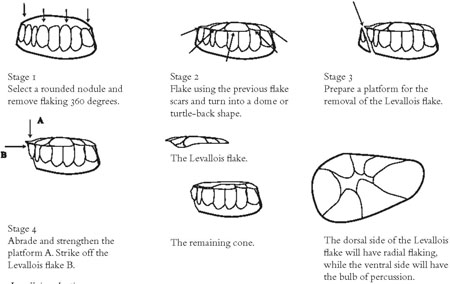 Stage 1
Select a rounded nodule and
remove flaking 360 degrees.
Stage 2
Flake using the previous flake
scars and turn into a dome or
turtle-back shape.
Stage 3
Prepare a platform for the
removal of the Levallois flake.
A
B
Stage 4
Abrade and strengthen the
platform A. Strike off the
Levallois flake B.
The Levallois flake.
The remaining cone.
The dorsal side of the Levallois
flake will have radial flaking,
while the ventral side will have
the bulb of percussion.